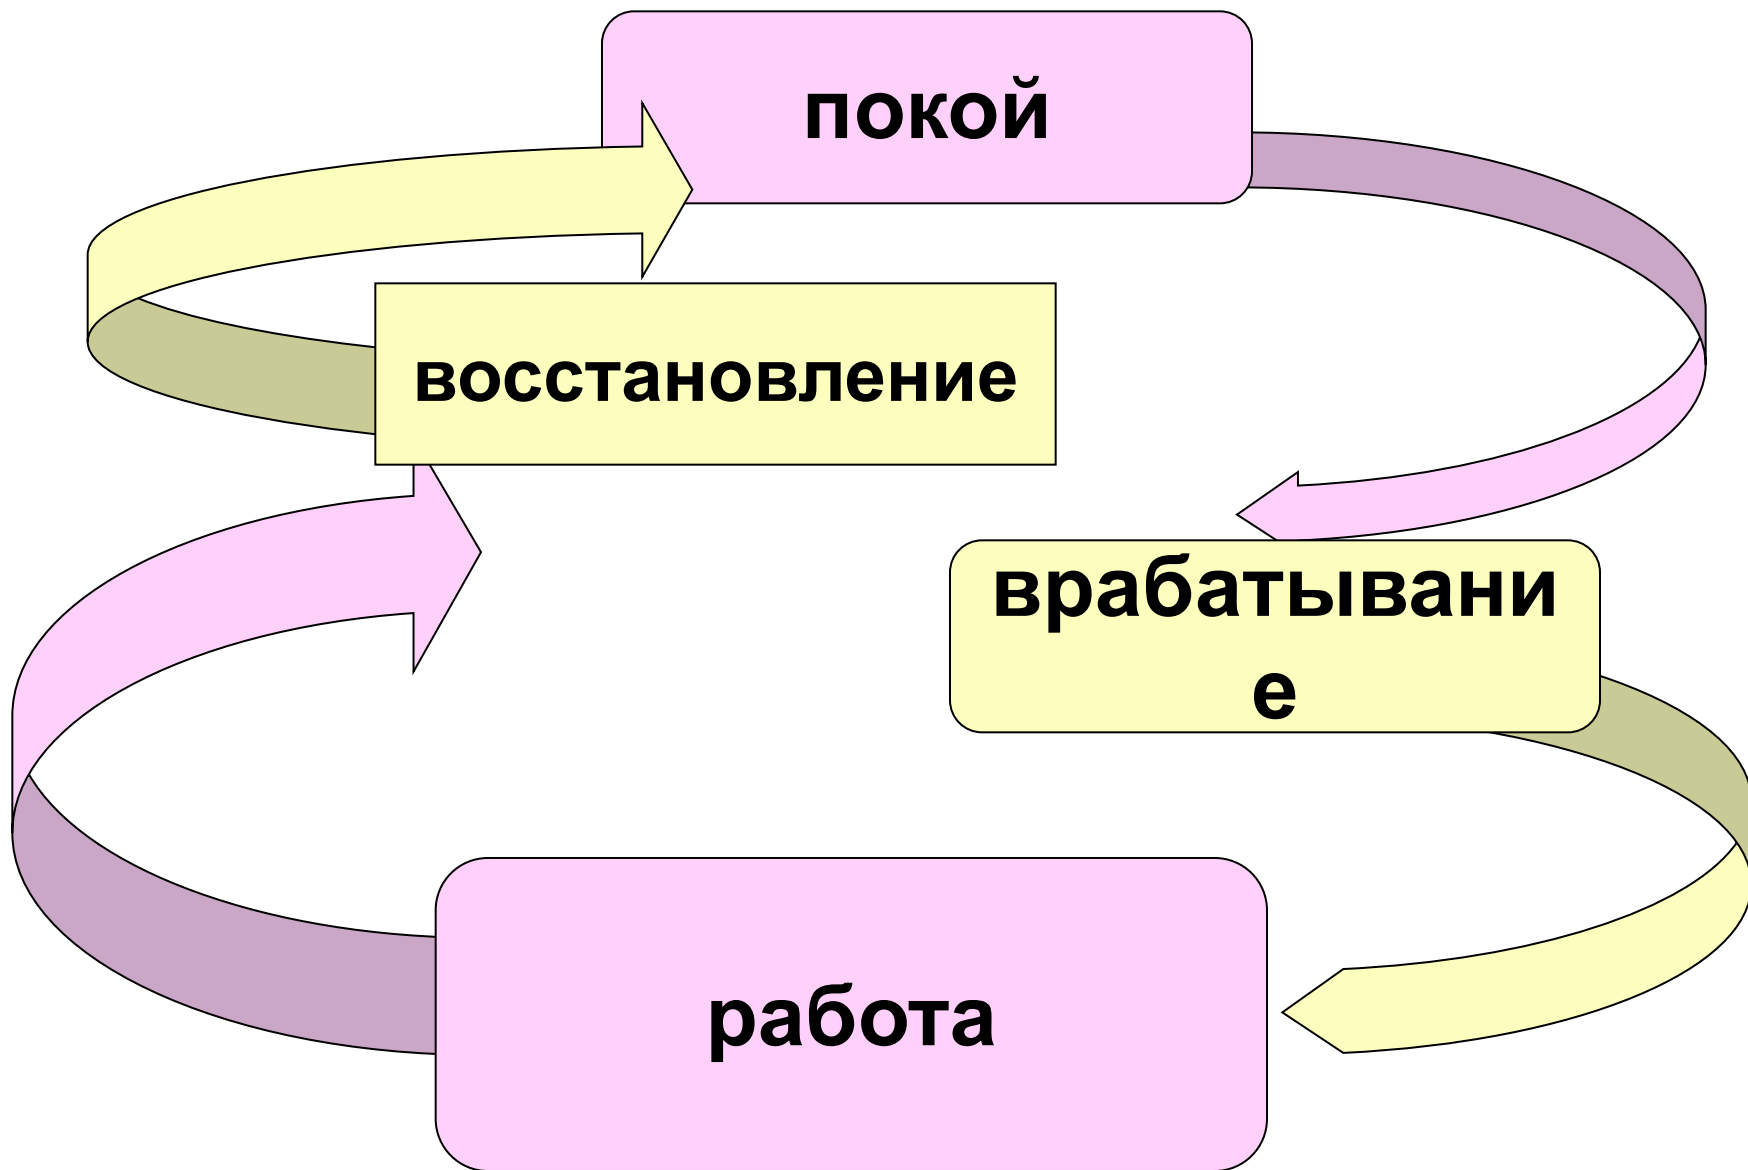 покой
восстановление
врабатывани
е
работа